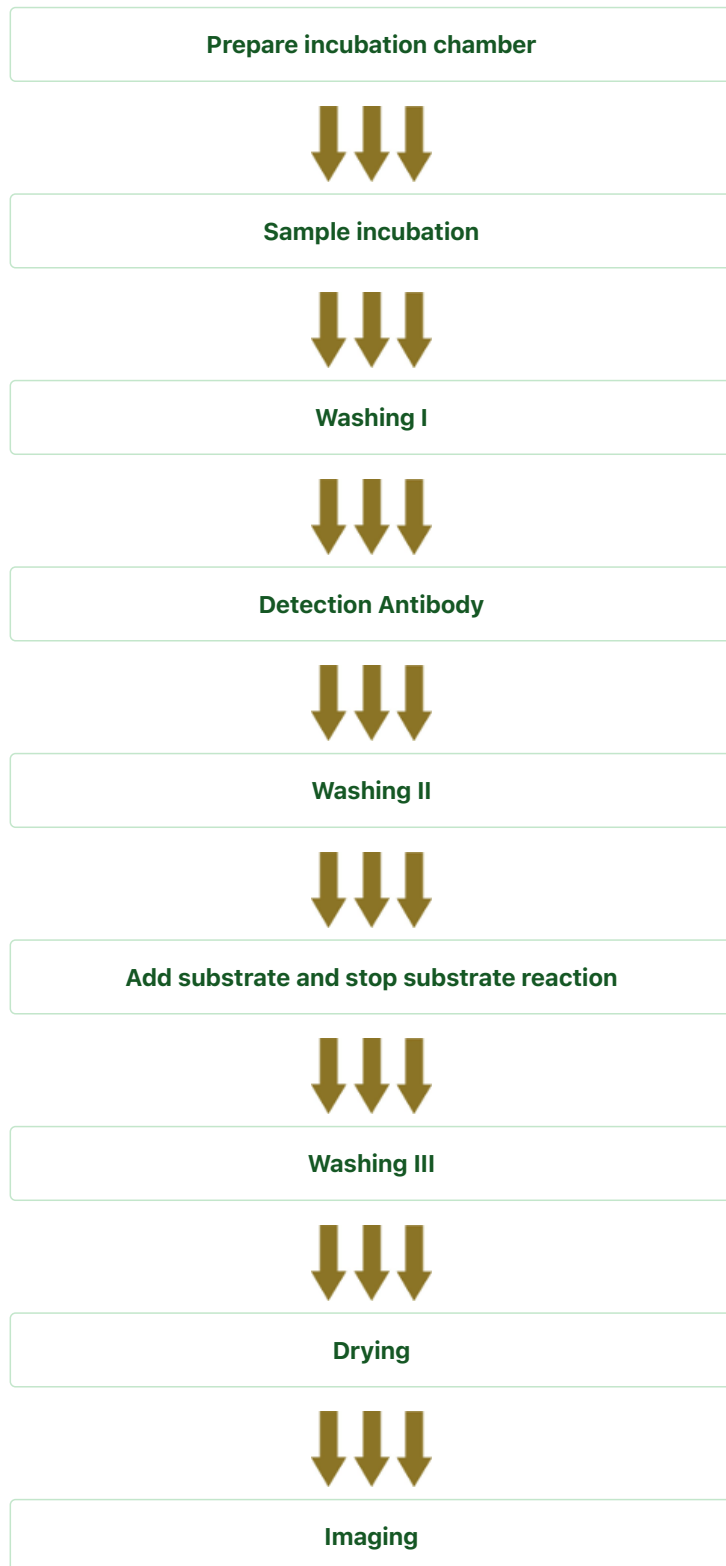 Prepare incubation chamber
Sample incubation
Washing I
Detection Antibody
Washing II
Add substrate and stop substrate reaction
Washing III
Drying
Imaging